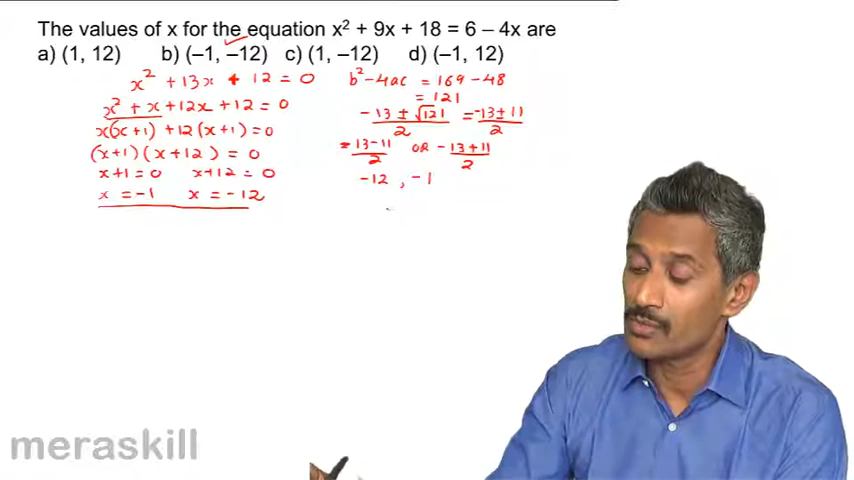 The values of x for the equation x² + 9x + 18 = 6 – 4x are
a) (1, 12) b) (–1, –12) c) (1, –12) d) (–1, 12)
x² + 13x + 12 = 0
x² + x + 12x + 12 = 0
x(x+1) + 12(x+1) = 0
(x+1)(x+12) = 0
x+1 = 0 x+12 = 0
x = -1 x = -12
b²-4ac = 169 - 48
= 121
-13 ± √121 / 2 = -13 ± 11 / 2
= 13-11 / 2 OR -13+11 / 2
-12 , -1
meraskill